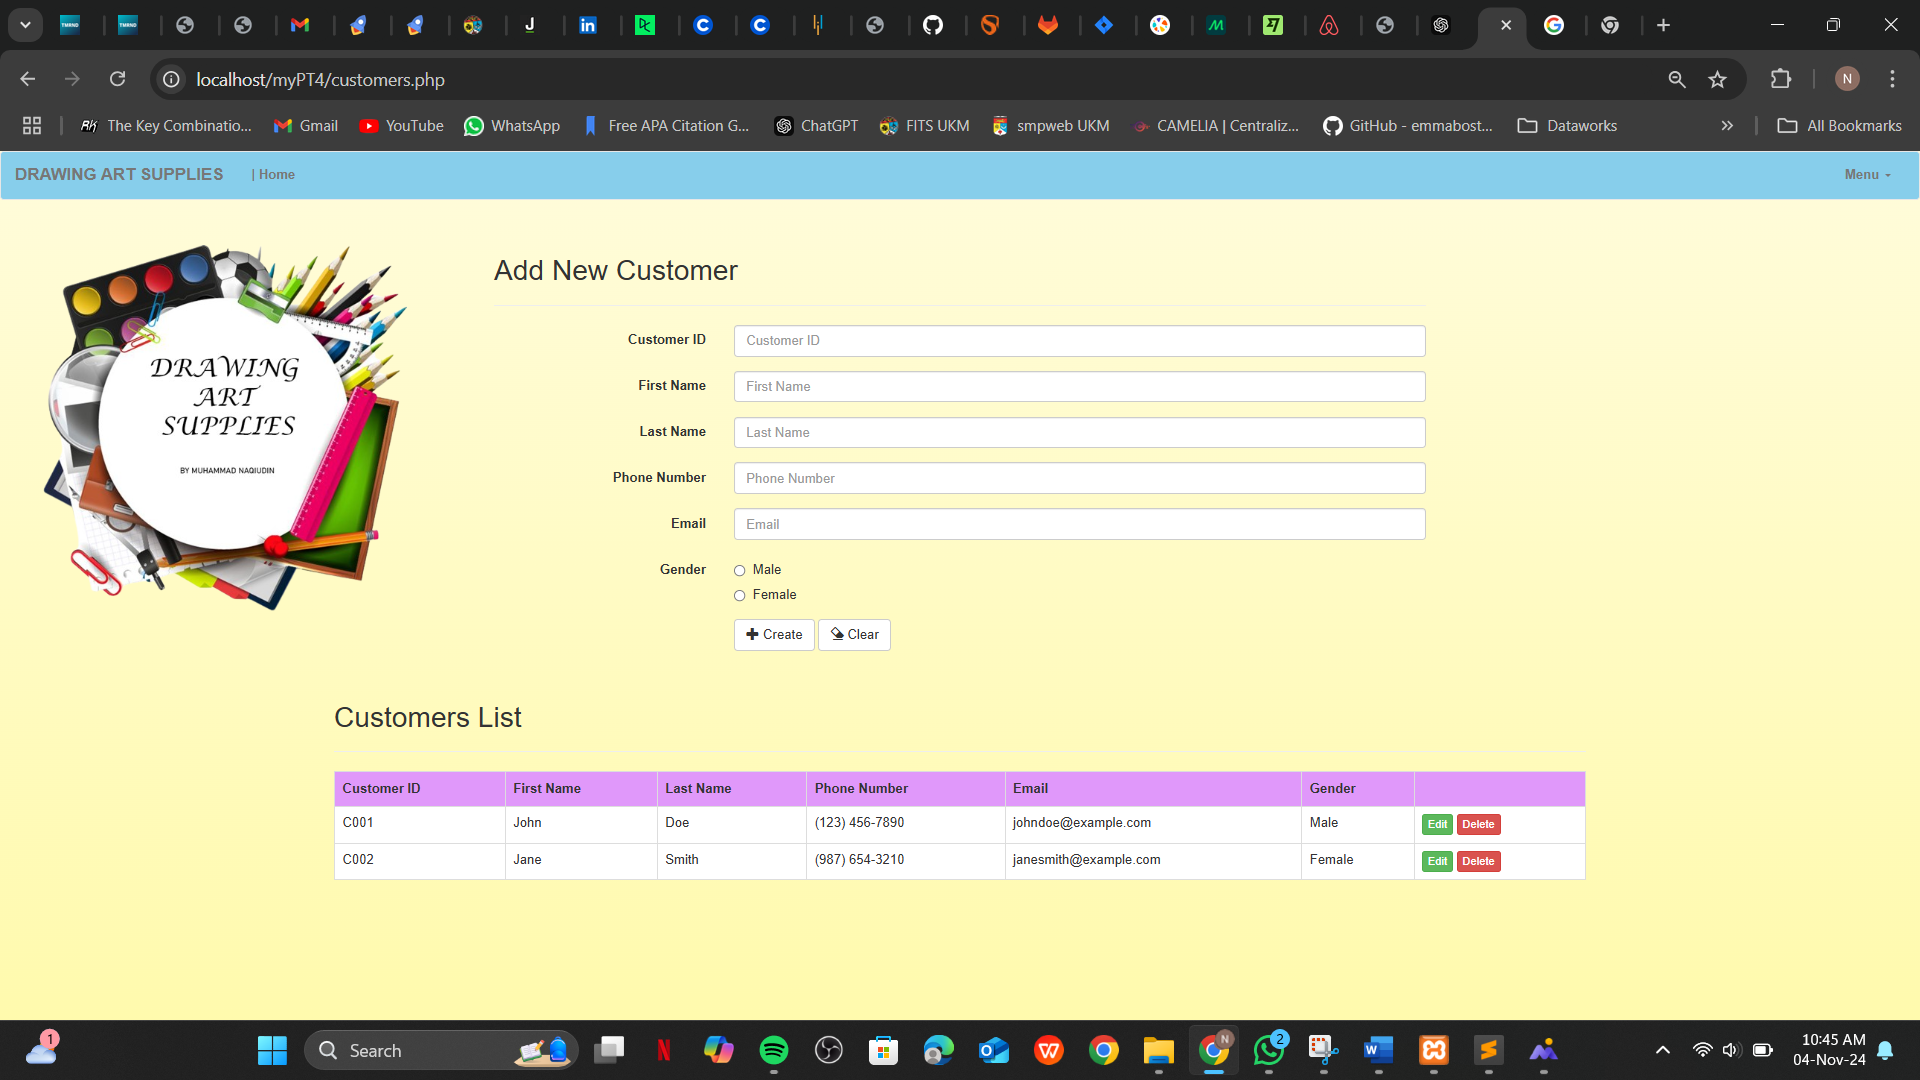 localhost/myPT4/customers.php
N
RK The Key Combinatio...
Gmail
YouTube
WhatsApp
Free APA Citation G...
ChatGPT
FITS UKM
smpweb UKM
CAMELIA | Centraliz...
GitHub - emmabost...
Dataworks
All Bookmarks
DRAWING ART SUPPLIES | Home Menu
DRAWING
ART
SUPPLIES
BY MUHAMMAD NAQIUDIN
Add New Customer
Customer ID Customer ID
First Name First Name
Last Name Last Name
Phone Number Phone Number
Email Email
Gender Male
Female
Create Clear
Customers List
Customer ID First Name Last Name Phone Number Email Gender
C001 John Doe (123) 456-7890 johndoe@example.com Male Edit Delete
C002 Jane Smith (987) 654-3210 janesmith@example.com Female Edit Delete
1
Search
N
2
10:45 AM
04-Nov-24